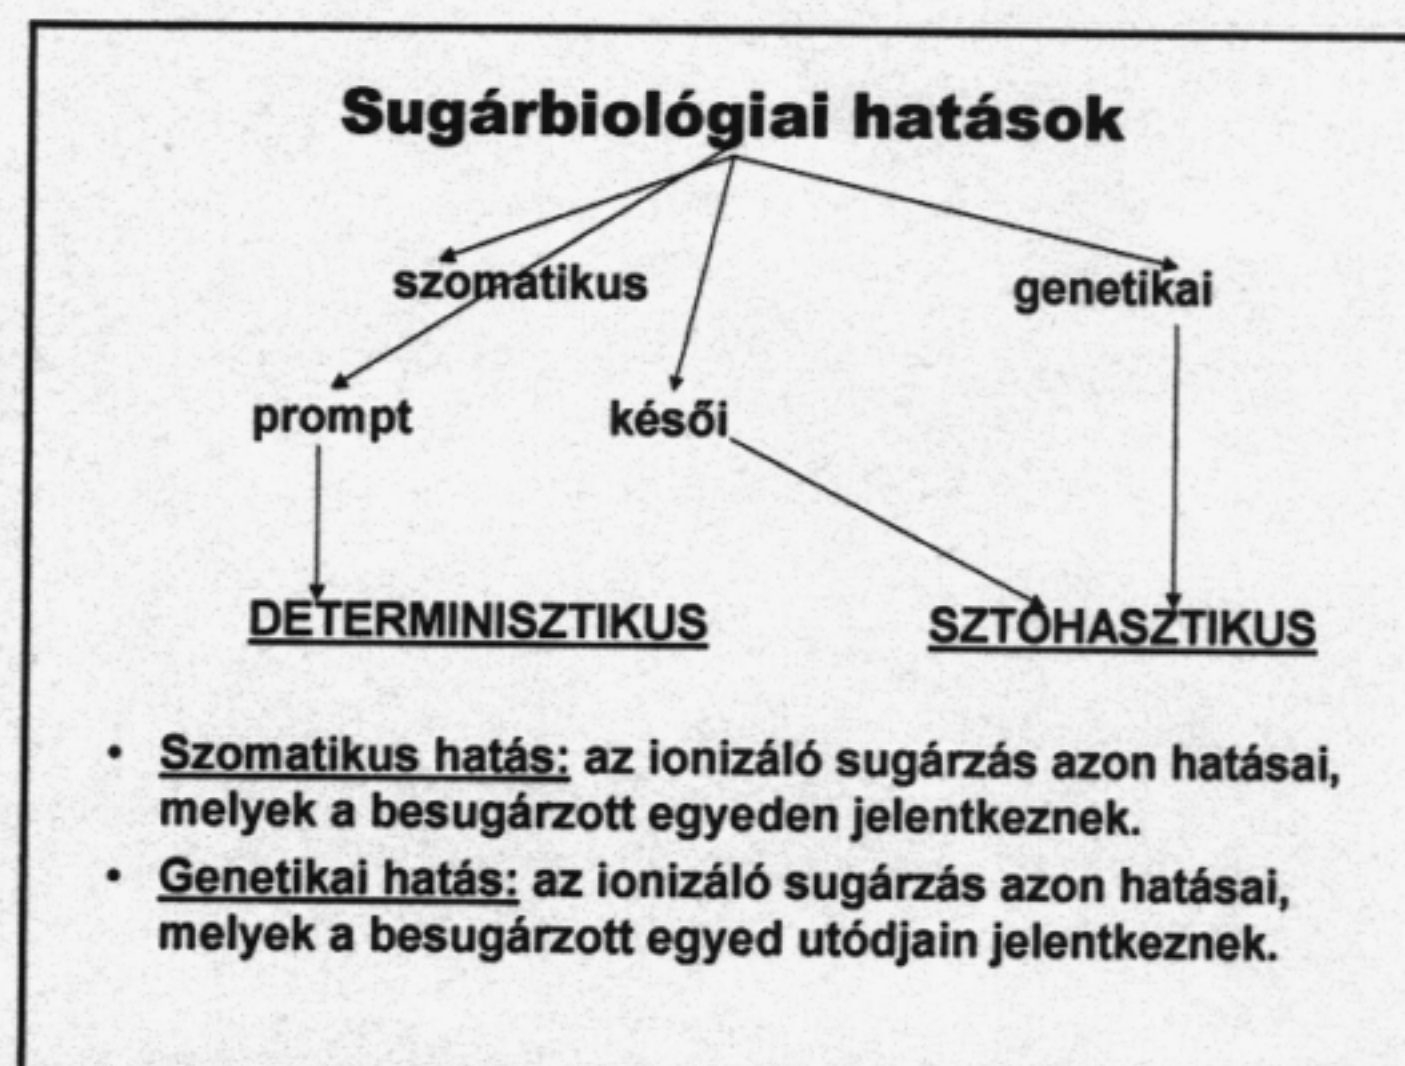 Sugárbiológiai hatások
szomatikus genetikai
prompt késői
DETERMINISZTIKUS SZTOHASZTIKUS
• Szomatikus hatás: az ionizáló sugárzás azon hatásai,
melyek a besugárzott egyeden jelentkeznek.
• Genetikai hatás: az ionizáló sugárzás azon hatásai,
melyek a besugárzott egyed utódjain jelentkeznek.